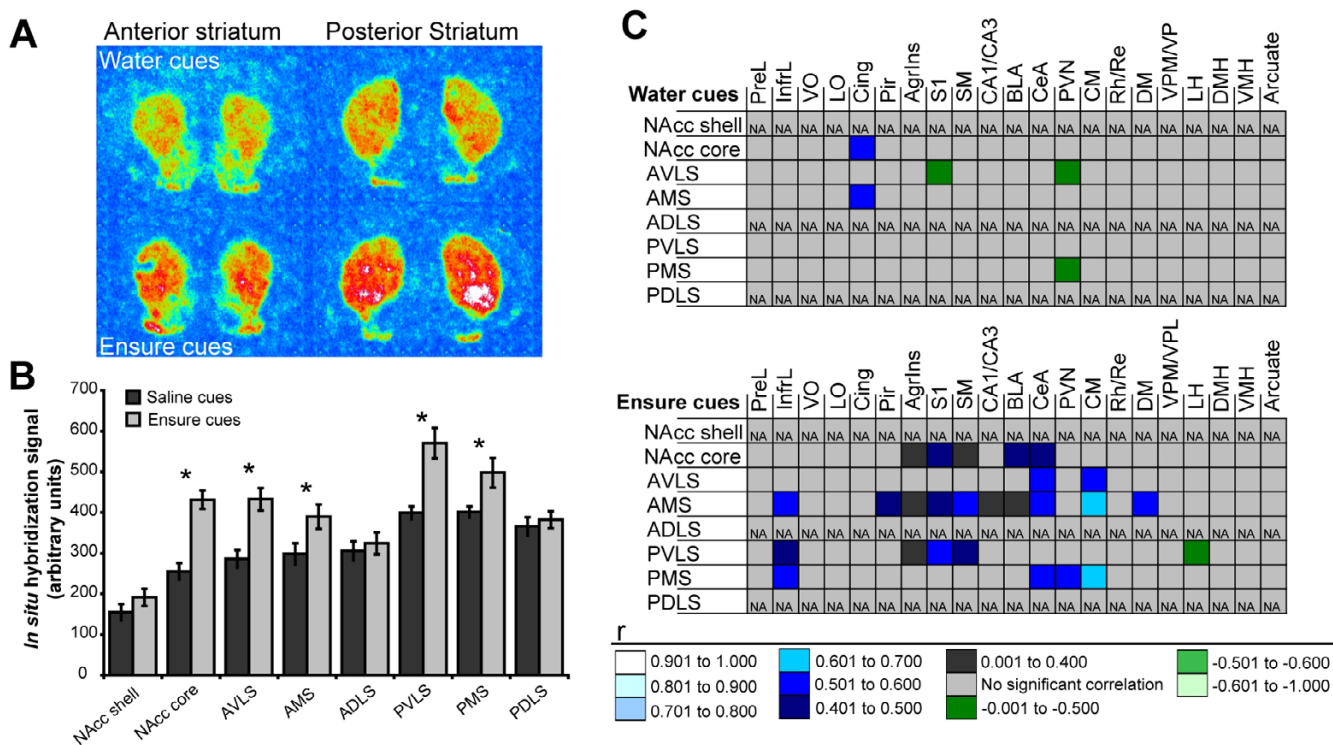 A
Anterior striatum Posterior Striatum
Water cues
Ensure cues
B
In situ hybridization signal
(arbitrary units)
700
600
500
400
300
200
100
0
Saline cues
Ensure cues
*
*
*
*
*
NAcc shell
NAcc core
AVLS
AMS
ADLS
PVLS
PMS
PDLS
C
Water cues PreL InfrL VO LO Cing Pir AgrIns S1 SM CA1/CA3 BLA CeA PVN CM Rh/Re DM VPM/VP LH DMH VMH Arcuate
NAcc shell NA NA NA NA NA NA NA NA NA NA NA NA NA NA NA NA NA NA NA NA NA
NAcc core
AVLS
AMS
ADLS NA NA NA NA NA NA NA NA NA NA NA NA NA NA NA NA NA NA NA NA NA
PVLS
PMS
PDLS NA NA NA NA NA NA NA NA NA NA NA NA NA NA NA NA NA NA NA NA NA
Ensure cues PreL InfrL VO LO Cing Pir AgrIns S1 SM CA1/CA3 BLA CeA PVN CM Rh/Re DM VPM/VPL LH DMH VMH Arcuate
NAcc shell NA NA NA NA NA NA NA NA NA NA NA NA NA NA NA NA NA NA NA NA NA
NAcc core
AVLS
AMS
ADLS NA NA NA NA NA NA NA NA NA NA NA NA NA NA NA NA NA NA NA NA NA
PVLS
PMS
PDLS NA NA NA NA NA NA NA NA NA NA NA NA NA NA NA NA NA NA NA NA NA
r
0.901 to 1.000 0.601 to 0.700 0.001 to 0.400 -0.501 to -0.600
0.801 to 0.900 0.501 to 0.600 No significant correlation -0.601 to -1.000
0.701 to 0.800 0.401 to 0.500 -0.001 to -0.500